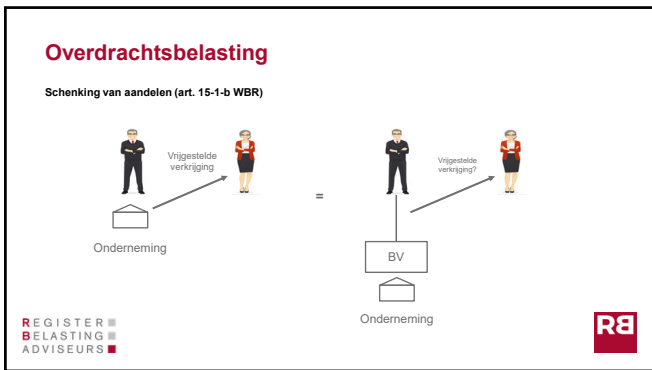 Overdrachtsbelasting
Schenking van aandelen (art. 15-1-b WBR)
Vrijgestelde
verkrijging
Onderneming
=
Vrijgestelde
verkrijging?
BV
Onderneming
REGISTER
BELASTING
ADVISEURS
RB